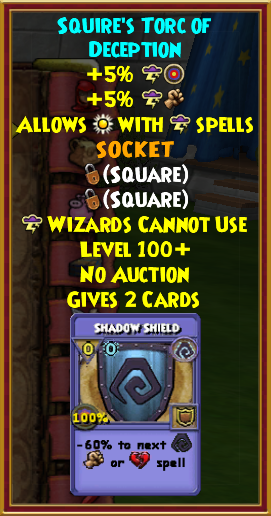 SQUIRE'S TORC OF
DECEPTION
+5%
+5%
ALLOWS WITH SPELLS
SOCKET
(SQUARE)
(SQUARE)
WIZARDS CANNOT USE
LEVEL 100+
NO AUCTION
GIVES 2 CARDS
SHADOW SHIELD
0 0
100%
-60% to next
or spell